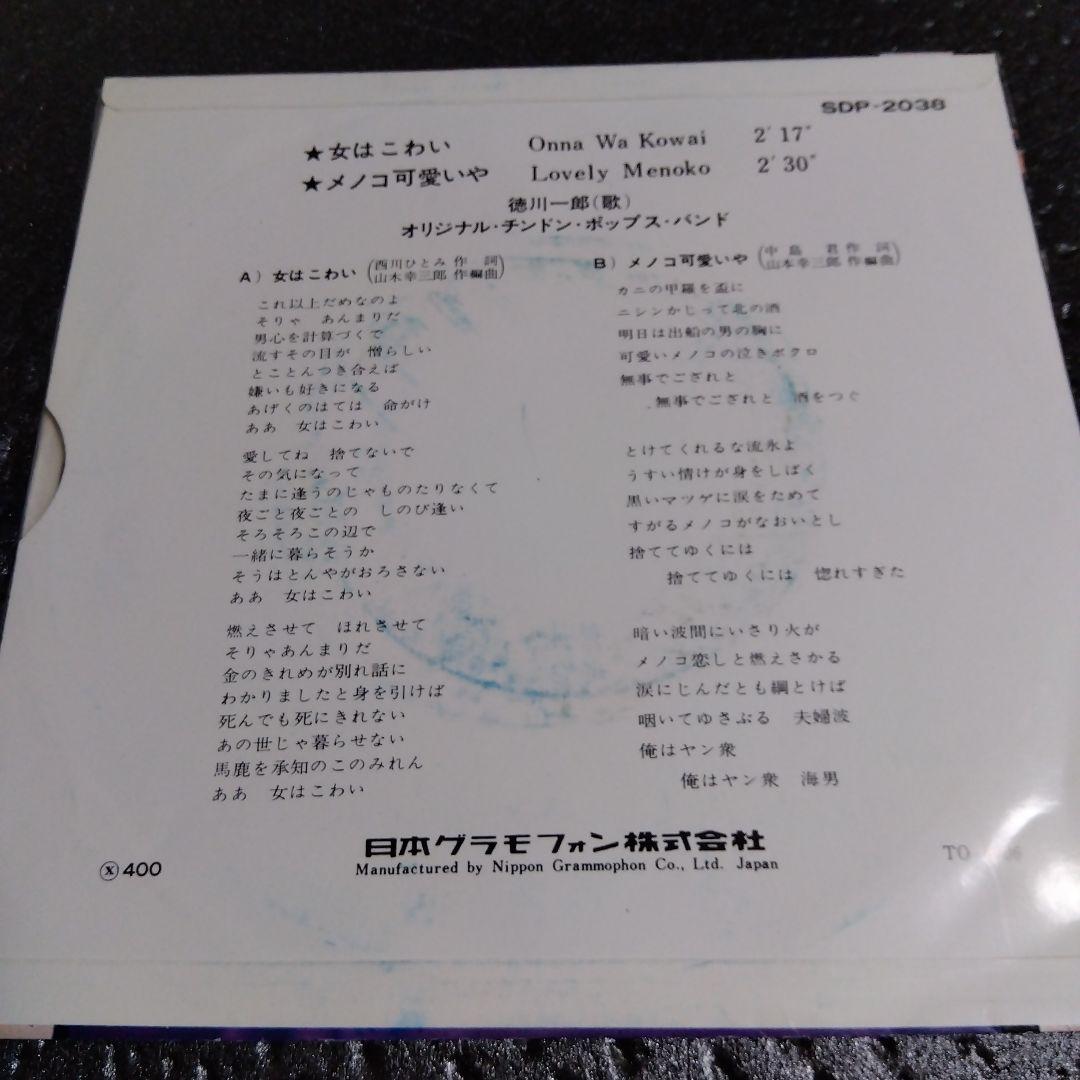 SDP-2038
★女はこわい Onna Wa Kowai 2′17″
★メノコ可愛いや Lovely Menoko 2′30″
徳川一郎(歌)
オリジナル・チンドン・ポップス・バンド
A) 女はこわい (西川ひとみ 作 詞
山本幸三郎 作編曲)
これ以上だめなのよ
そりゃ あんまりだ
男心を計算づくで
流すその目が 憎らしい
とことんつき合えば
嫌いも好きになる
あげくのはては 命がけ
ああ 女はこわい
愛してね 捨てないで
その気になって
たまに逢うのじゃものたりなくて
夜ごと夜ごとの しのび逢い
そろそろこの辺で
一緒に暮らそうか
そうはとんやがおろさない
ああ 女はこわい
燃えさせて ほれさせて
そりゃあんまりだ
金のきれめが別れ話に
わかりましたと身を引けば
死んでも死にきれない
あの世じゃ暮らせない
馬鹿を承知のこのみれん
ああ 女はこわい
B) メノコ可愛いや (中島 君作 詞
山本幸三郎 作編曲)
カニの甲羅を盃に
ニシンかじって北の酒
明日は出船の男の胸に
可愛いメノコの泣きボクロ
無事でござれと
無事でござれと 酒をつぐ
とけてくれるな流氷よ
うすい情けが身をしばく
黒いマツゲに涙をためて
すがるメノコがなおいとし
捨ててゆくには
捨ててゆくには 惚れすぎた
暗い波間にいさり火が
メノコ恋しと燃えさかる
涙にじんだとも綱とけば
咽いてゆさぶる 夫婦波
俺はヤン衆
俺はヤン衆 海男
日本グラモフォン株式会社
Manufactured by Nippon Grammophon Co., Ltd. Japan
Ⓧ400
TO